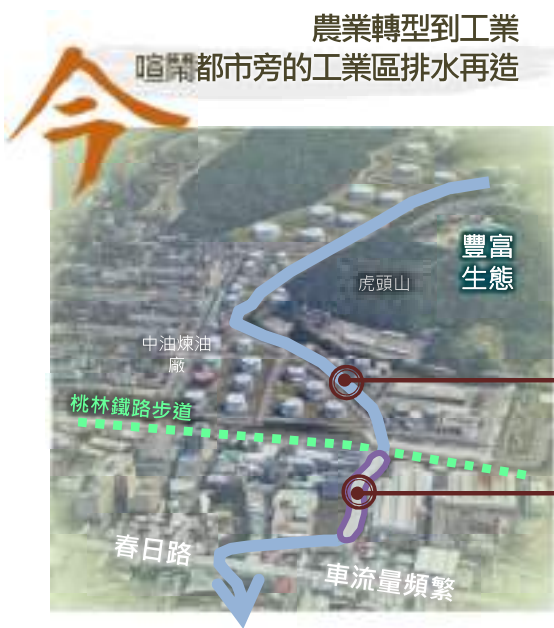 農業轉型到工業
喧鬧都市旁的工業區排水再造
今
豐富
生態
虎頭山
中油煉油
廠
桃林鐵路步道
春日路
車流量頻繁